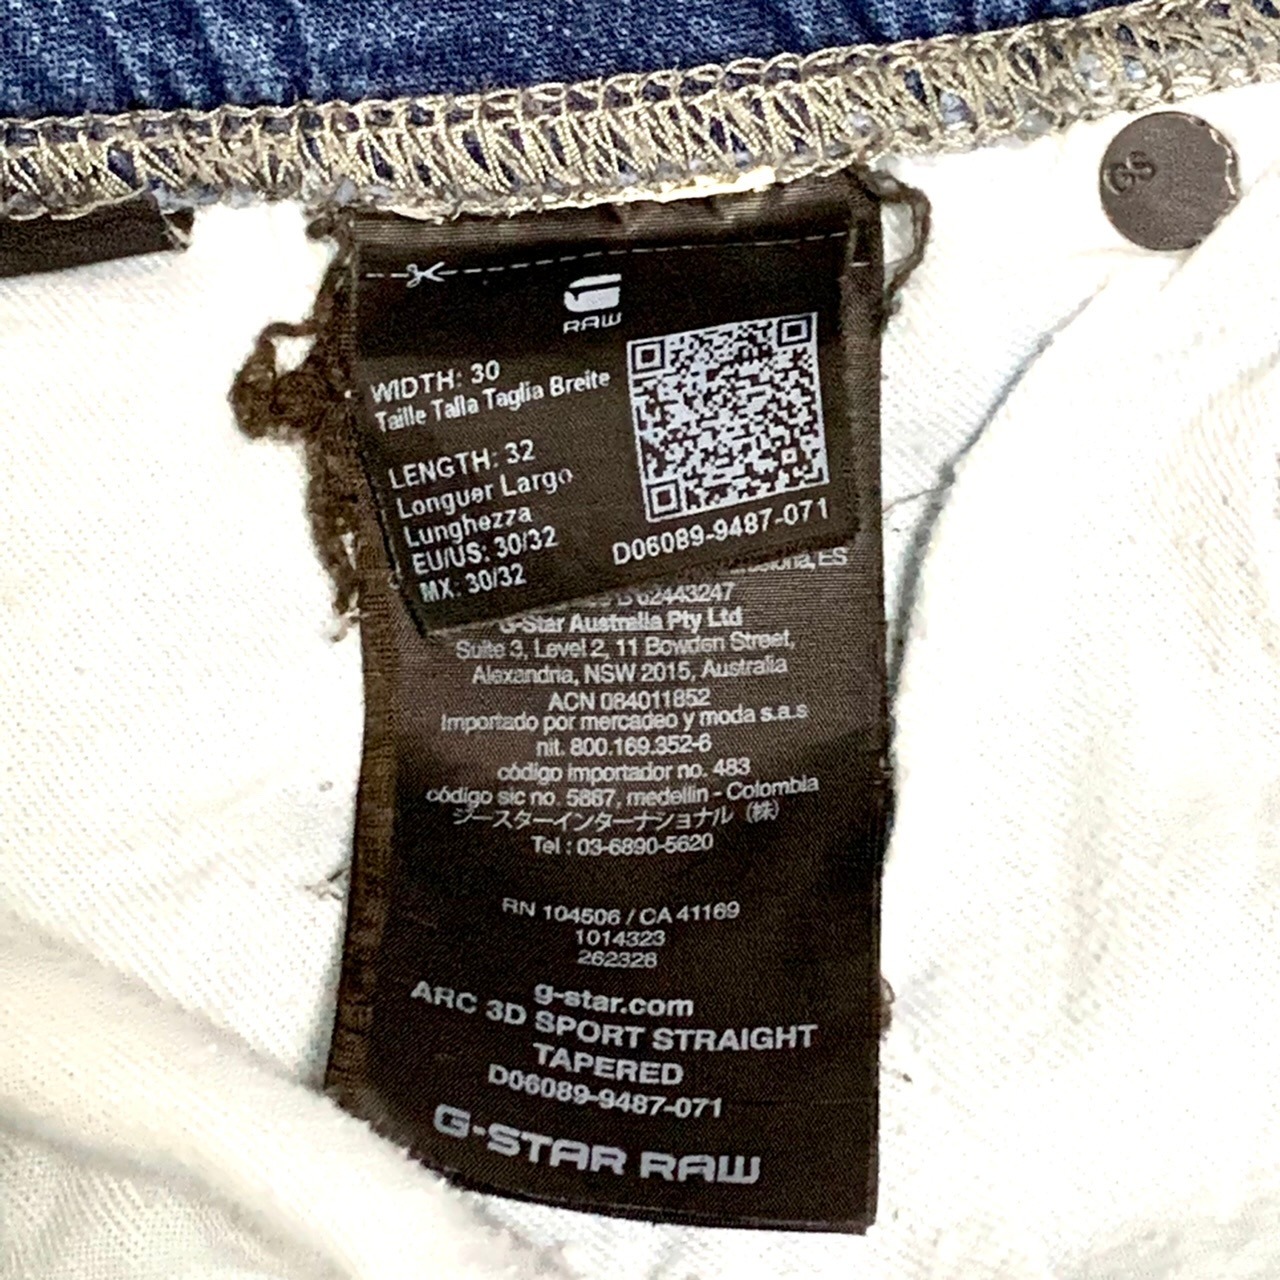 RAW
WIDTH: 30
Taille Talla Taglia Breite
LENGTH: 32
Longuer Largo
Lunghezza
EU/US: 30/32
MX: 30/32
D06089-9487-071
ES
62443247
G-Star Australia Pty Ltd
Suite 3, Level 2, 11 Bowden Street,
Alexandria, NSW 2015, Australia
ACN 084011852
Importado por mercadeo y moda s.a.s
nit. 800.169.352-6
código importador no. 483
código sic no. 5867, medellin - Colombia
ジースターインターナショナル（株）
Tel : 03-6890-5620
RN 104506 / CA 41169
1014323
262328
g-star.com
ARC 3D SPORT STRAIGHT
TAPERED
D06089-9487-071
G-STAR RAW
GS